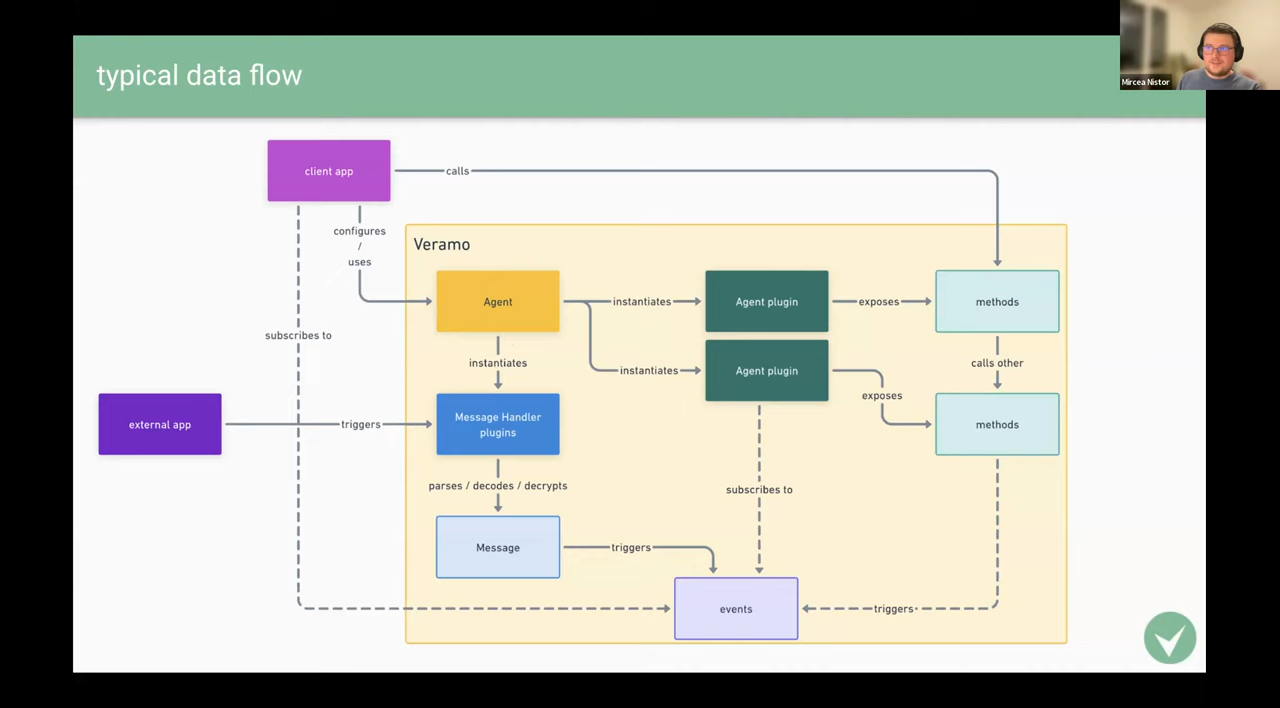 typical data flow
Mircea Nistor
client app
calls
configures
/
uses
Veramo
Agent
instantiates
Agent plugin
exposes
methods
subscribes to
instantiates
instantiates
Agent plugin
calls other
exposes
external app
triggers
Message Handler
plugins
methods
parses / decodes / decrypts
subscribes to
Message
triggers
events
triggers